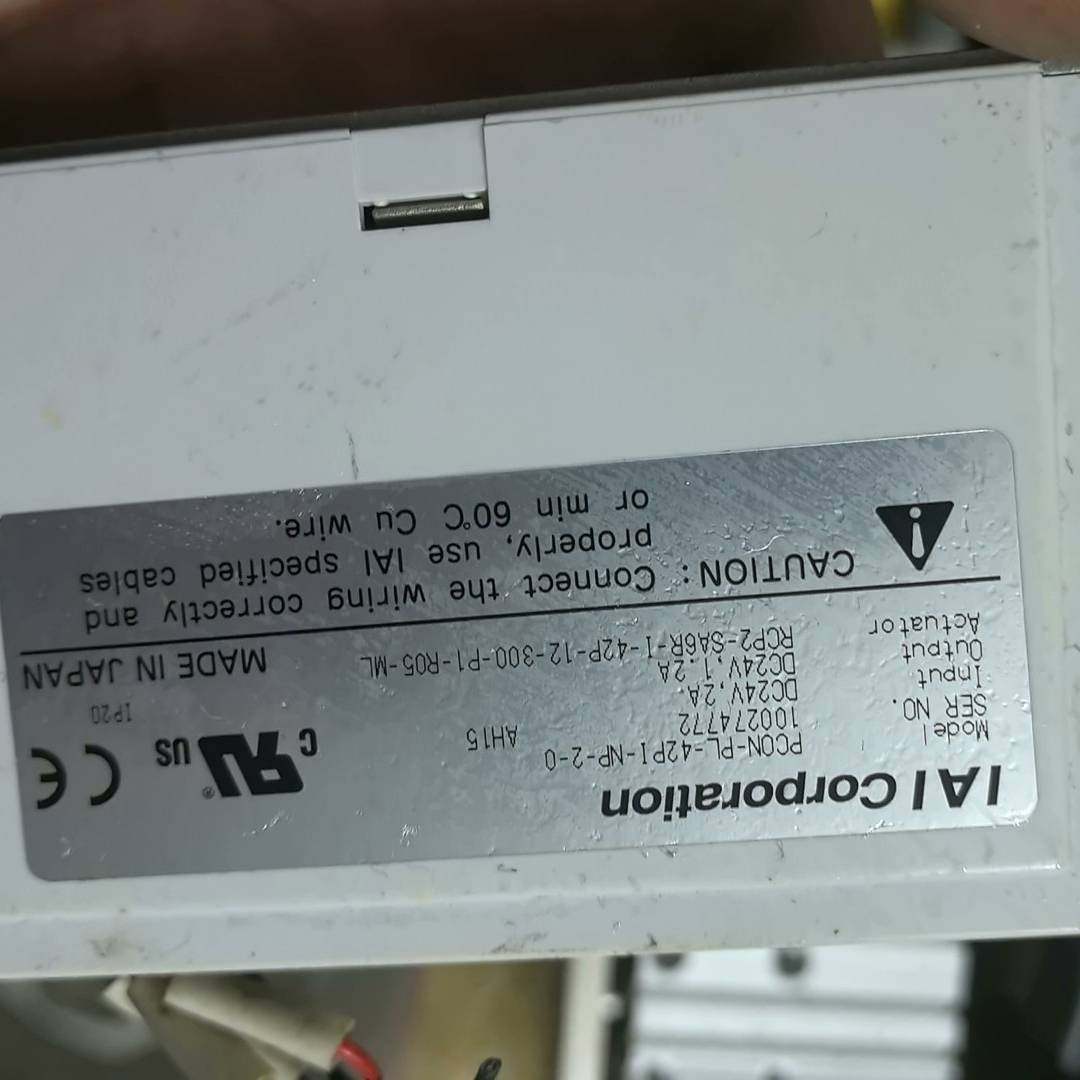 IAI Corporation
Model PCON-PL-42PI-NP-2-0 AH15
SER NO. 100274772
Input DC24V,2A.
Output DC24V,1.2A
Actuator RCP2-SA6R-I-42P-12-300-P1-R05-ML
c RU® US CE
IP20
MADE IN JAPAN
CAUTION: Connect the wiring correctly and
properly, use IAI specified cables
or min 60℃ Cu wire.